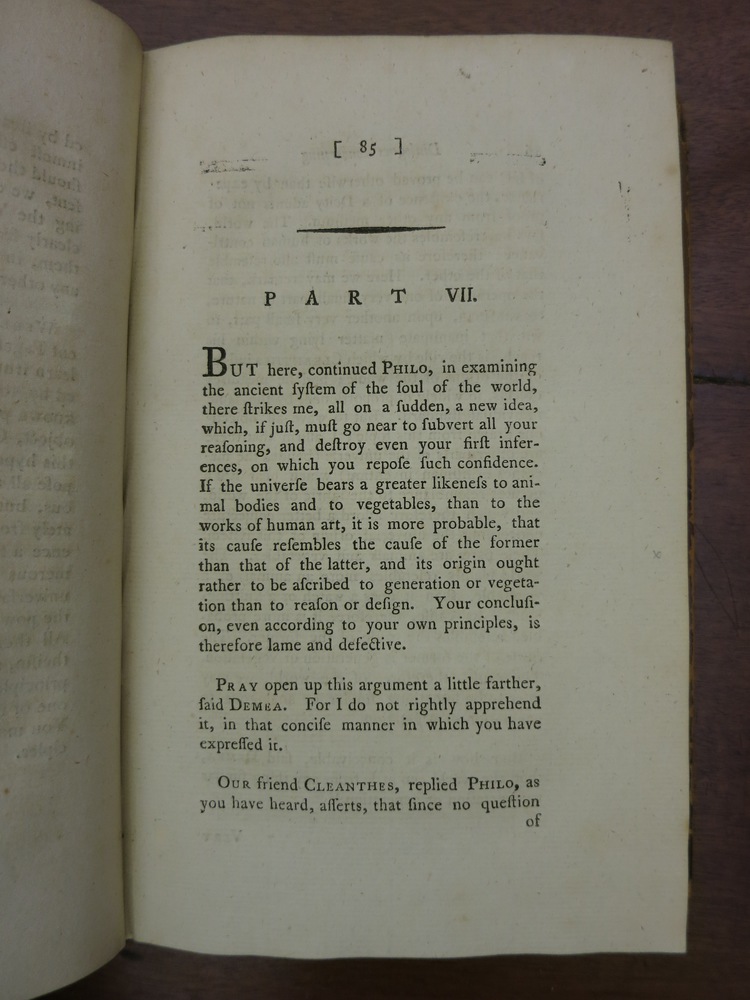 [ 85 ]
PART VII.
BUT here, continued PHILO, in examining
the ancient ſyſtem of the ſoul of the world,
there ſtrikes me, all on a ſudden, a new idea,
which, if juſt, muſt go near to ſubvert all your
reaſoning, and deſtroy even your firſt infer-
ences, on which you repoſe ſuch confidence.
If the univerſe bears a greater likeneſs to ani-
mal bodies and to vegetables, than to the
works of human art, it is more probable, that
its cauſe reſembles the cauſe of the former
than that of the latter, and its origin ought
rather to be aſcribed to generation or vegeta-
tion than to reaſon or deſign. Your concluſi-
on, even according to your own principles, is
therefore lame and defective.
PRAY open up this argument a little farther,
ſaid DEMEA. For I do not rightly apprehend
it, in that conciſe manner in which you have
expreſſed it.
OUR friend CLEANTHES, replied PHILO, as
you have heard, aſſerts, that ſince no queſtion
of